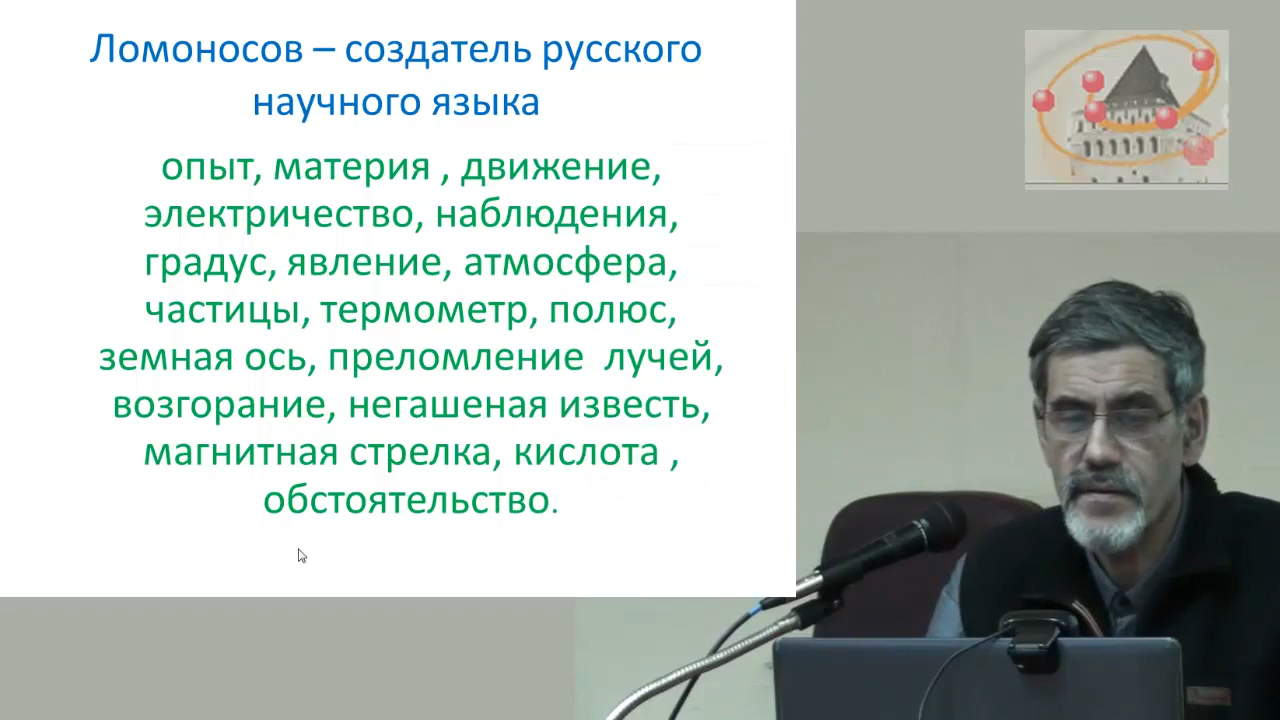 Ломоносов – создатель русского
научного языка
опыт, материя , движение,
электричество, наблюдения,
градус, явление, атмосфера,
частицы, термометр, полюс,
земная ось, преломление  лучей,
возгорание, негашеная известь,
магнитная стрелка, кислота ,
обстоятельство.